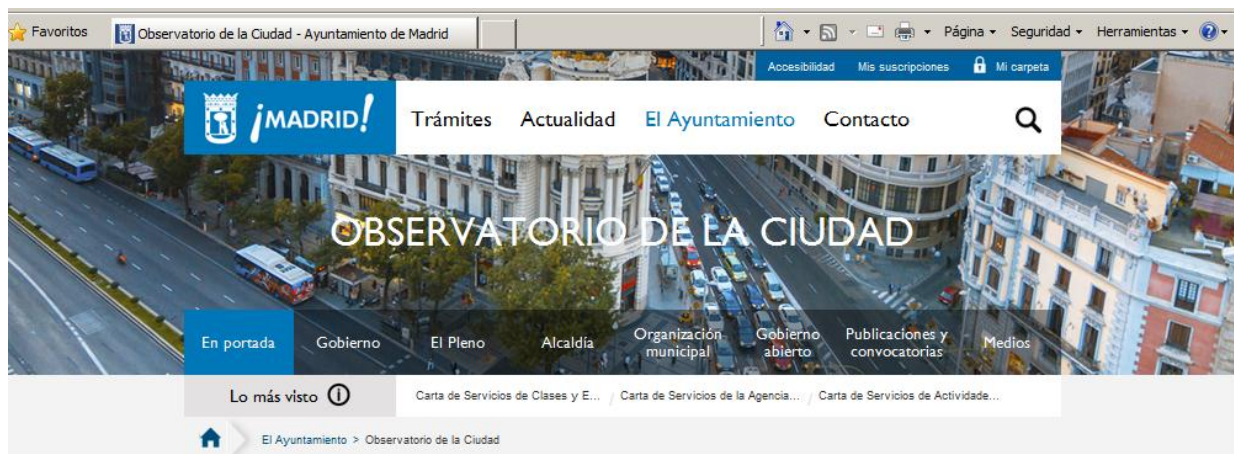 Favoritos Observatorio de la Ciudad - Ayuntamiento de Madrid Página Seguridad Herramientas
Accesibilidad Mis suscripciones Mi carpeta
¡MADRID! Trámites Actualidad El Ayuntamiento Contacto
OBSERVATORIO DE LA CIUDAD
En portada Gobierno El Pleno Alcaldía Organización municipal Gobierno abierto Publicaciones y convocatorias Medios
Lo más visto Carta de Servicios de Clases y E... / Carta de Servicios de la Agencia... / Carta de Servicios de Actividade...
El Ayuntamiento > Observatorio de la Ciudad